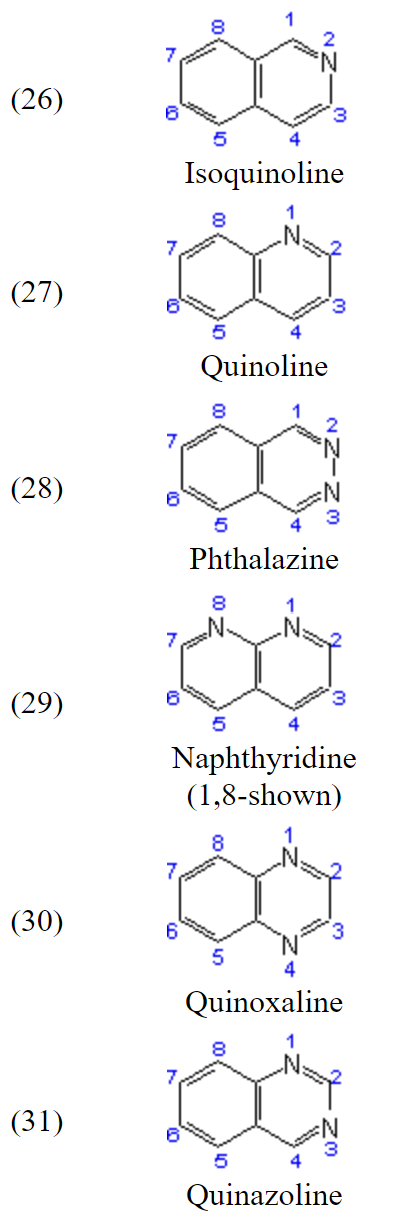 8 1
7 2
N
(26)
6 3
5 4
Isoquinoline
8 1
N
7 2
(27)
6 3
5 4
Quinoline
8 1
7 2
N
(28)
6 N
5 4 3
Phthalazine
8 1
N N
7 2
(29)
6 3
5 4
Naphthyridine
(1,8-shown)
8 1
N
7 2
(30)
6 3
5 N
4
Quinoxaline
8 1
N
7 2
(31)
6 N
5 4 3
Quinazoline